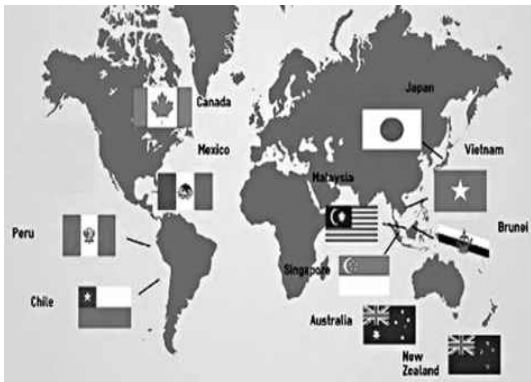 Canada
Japan
Mexico
Vietnam
Malaysia
Peru
Brunei
Singapore
Chile
Australia
New
Zealand